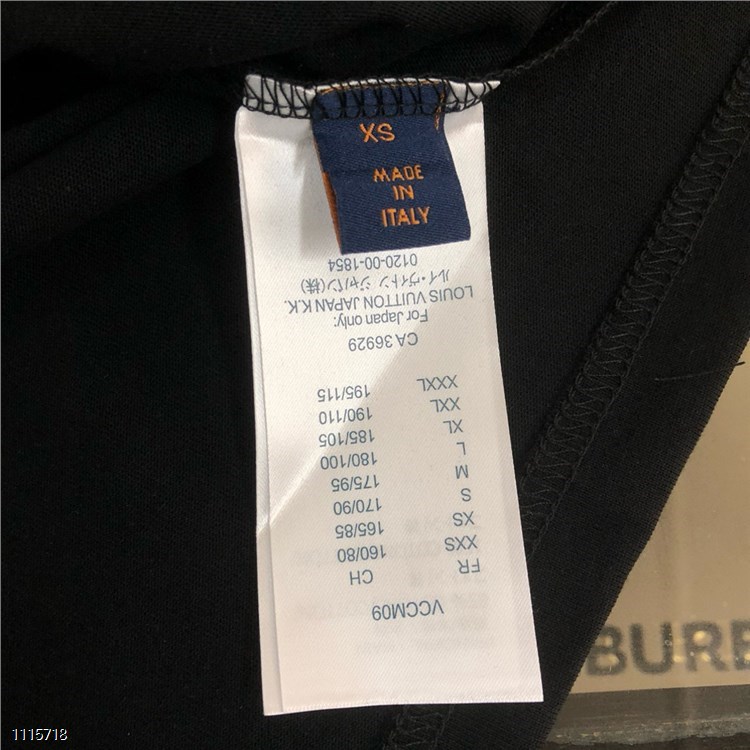 XS
MADE
IN
ITALY
VCCM09
FR CH
XXS 160/80
XS 165/85
S 170/90
M 175/95
L 180/100
XL 185/105
XXL 190/110
XXXL 195/115
CA 36929
For Japan only:
LOUIS VUITTON JAPAN K.K.
ルイ・ヴィトン ジャパン(株)
0120-00-1854
BURB
1115718